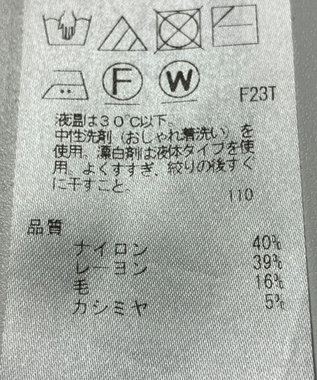 F
W
F23T
液温は30℃以下。
中性洗剤(おしゃれ着洗い)を
使用、漂白剤は液体タイプを使
用、よくすすぎ、絞りの後すぐ
に干すこと。
110
品質
ナイロン 40%
レーヨン 39%
毛 16%
カシミヤ 5%